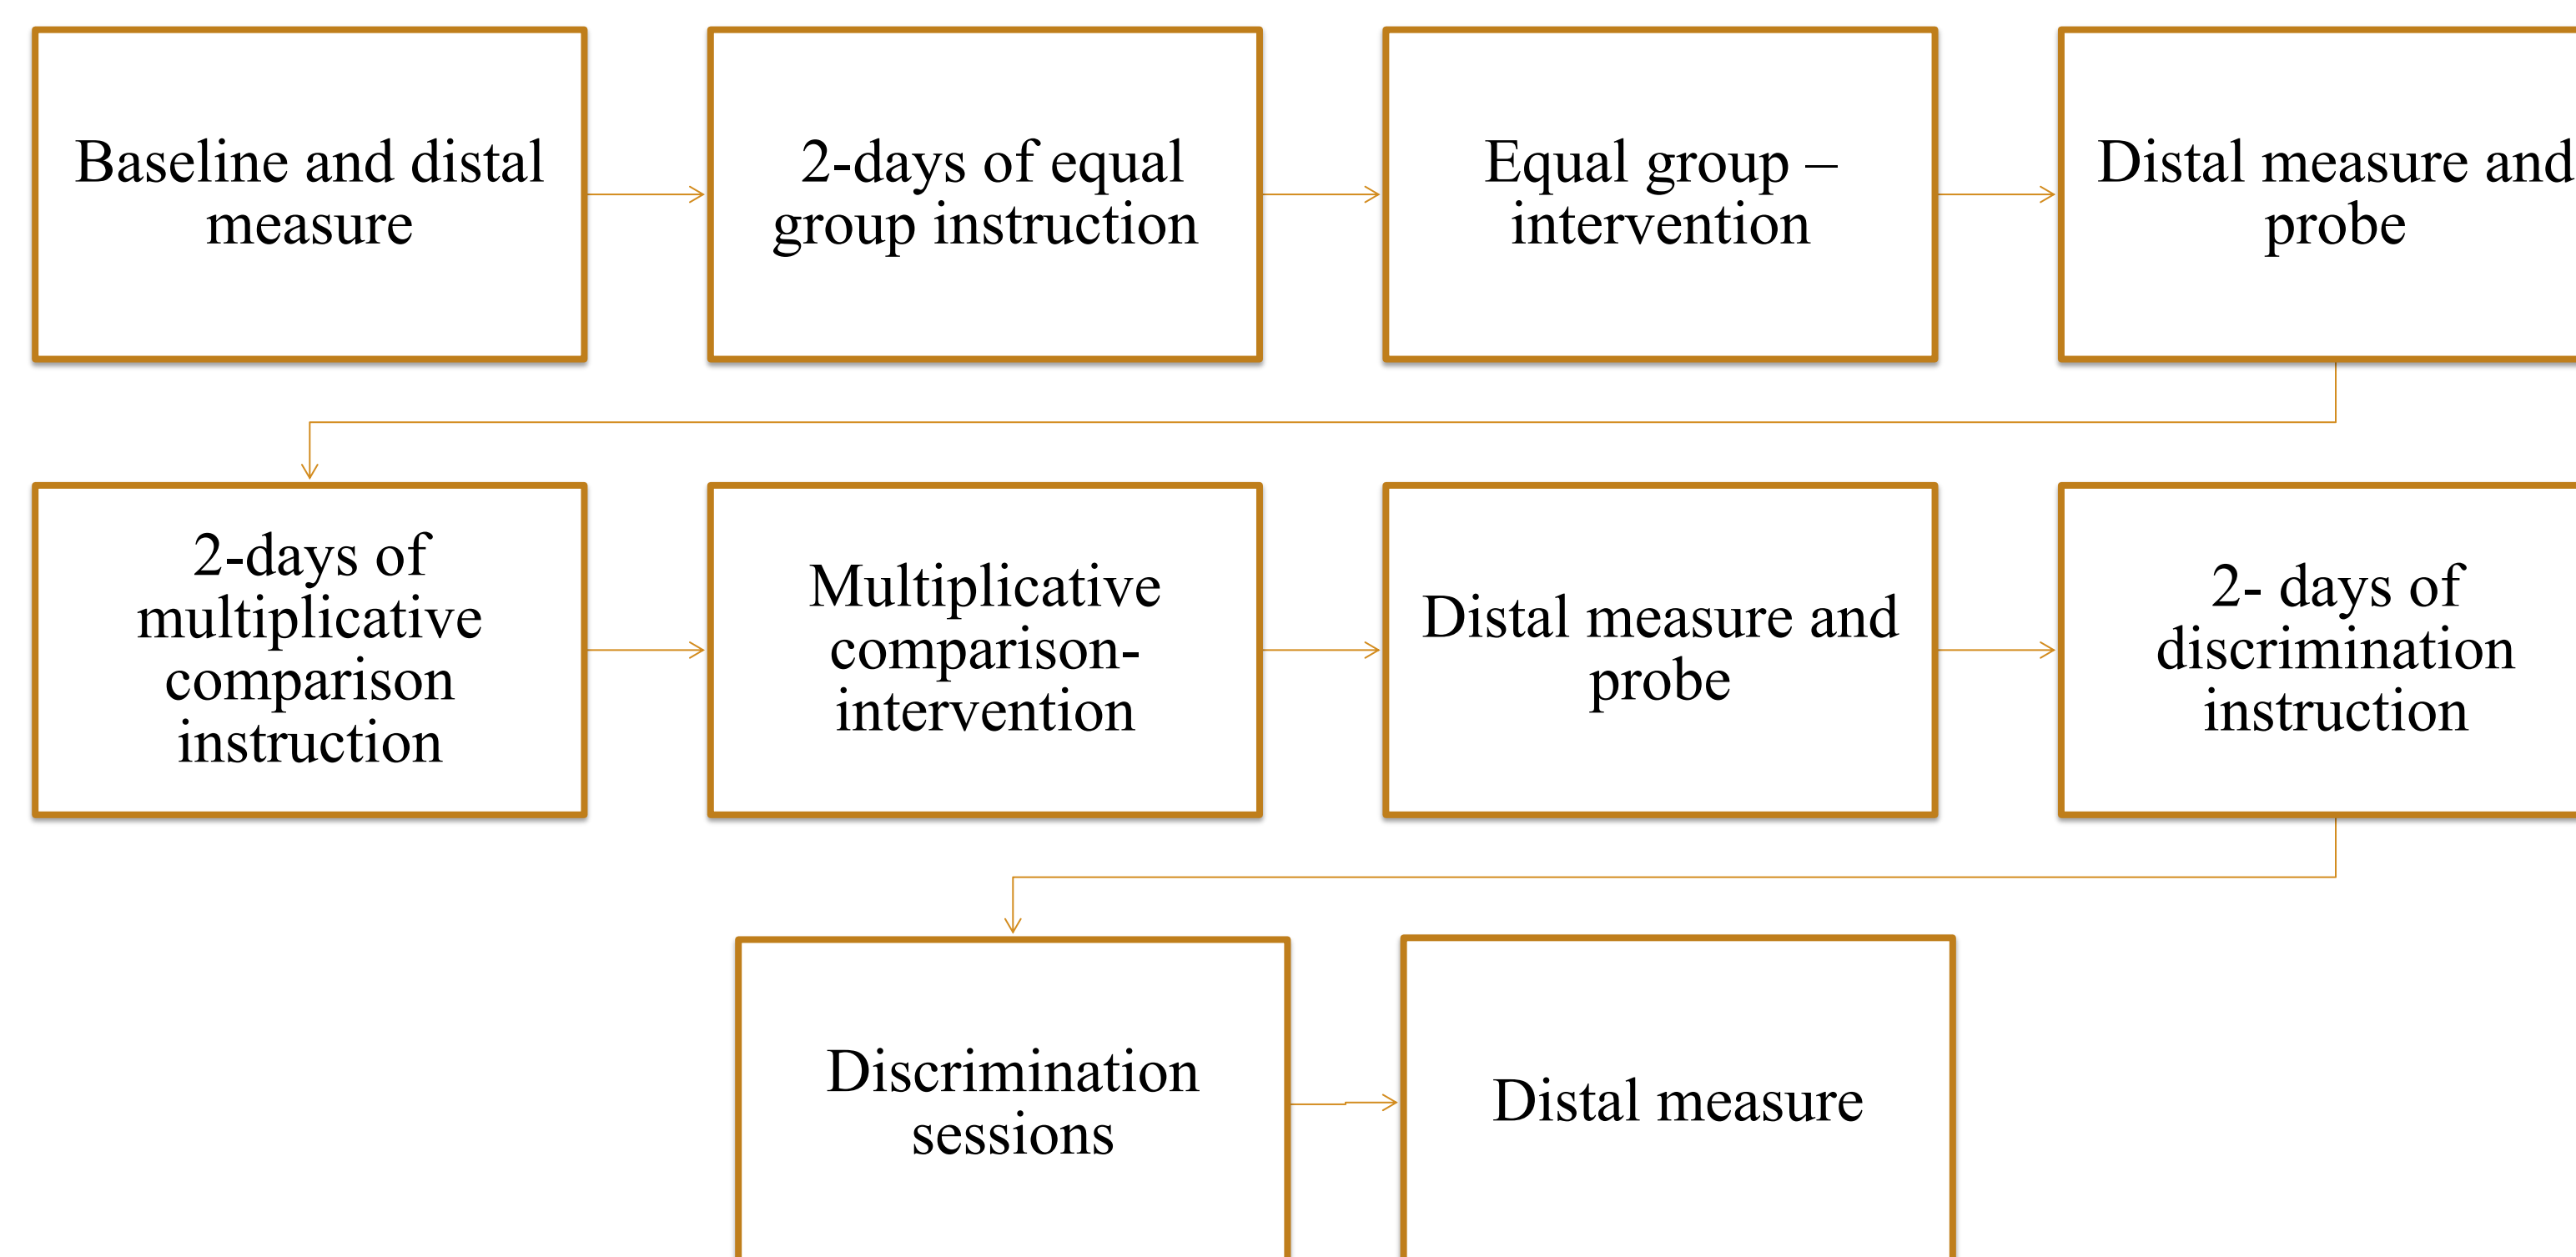 Baseline and distal
measure
2-days of equal
group instruction
Equal group –
intervention
Distal measure and
probe
2-days of
multiplicative
comparison
instruction
Multiplicative
comparison-
intervention
Distal measure and
probe
2- days of
discrimination
instruction
Discrimination
sessions
Distal measure